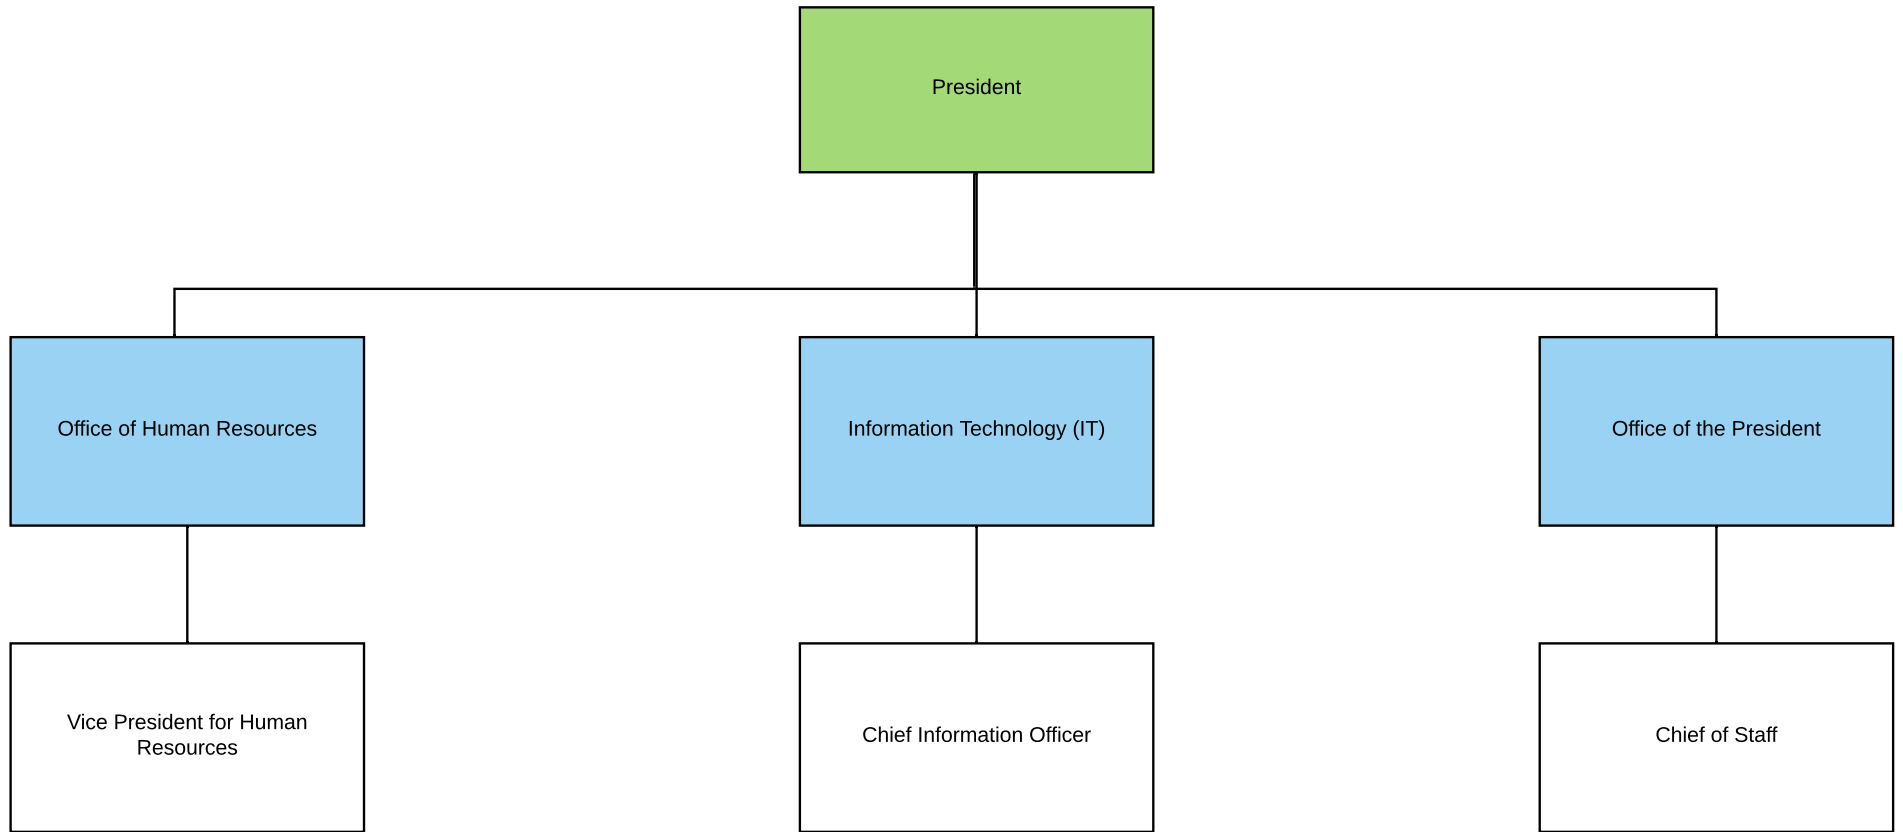 President
Office of Human Resources
Information Technology (IT)
Office of the President
Vice President for Human
Resources
Chief Information Officer
Chief of Staff